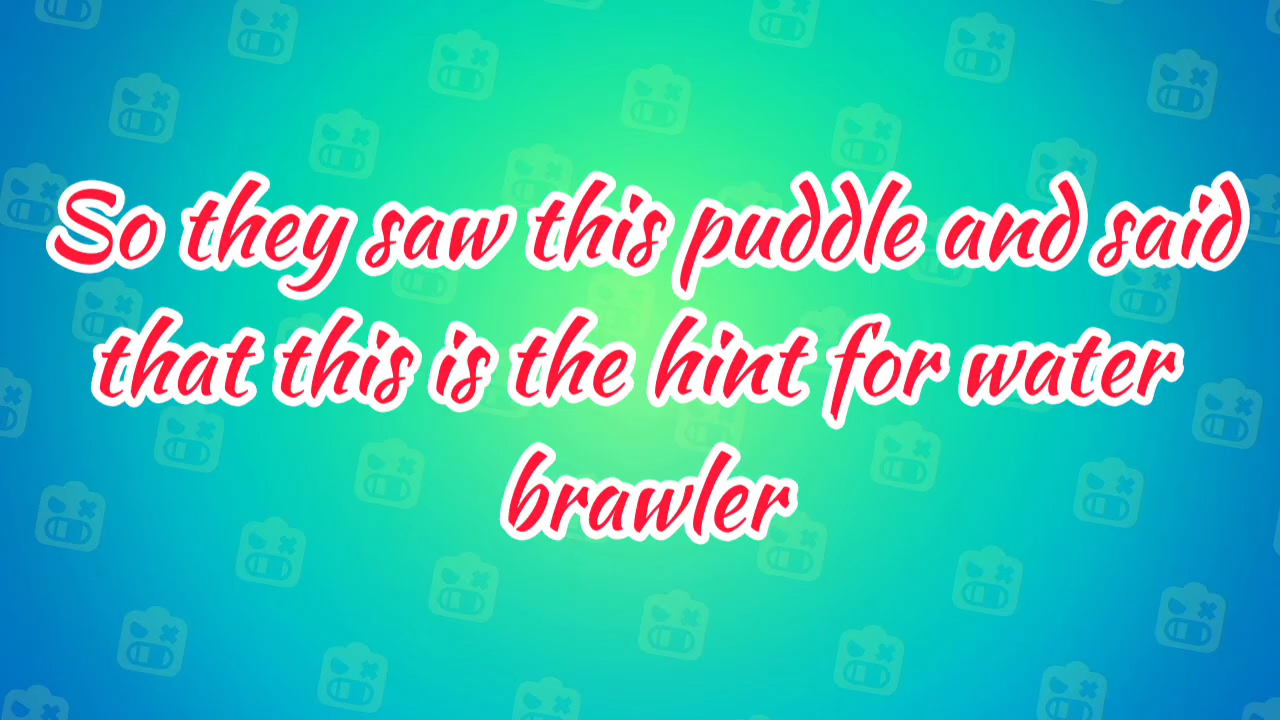 So they saw this puddle and said
that this is the hint for water
brawler